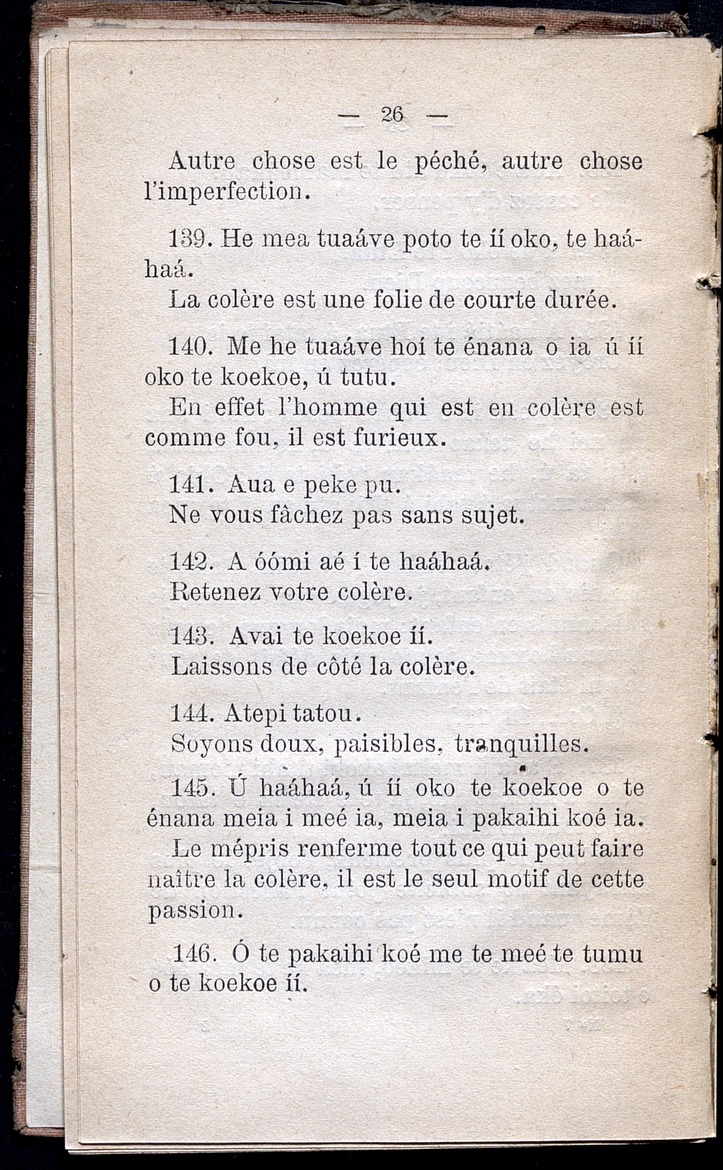 — 26 —
Autre chose est le péché, autre chose
l'imperfection.
139. He mea tuaáve poto te íí oko, te haá-
haá.
La colère est une folie de courte durée.
140. Me he tuaáve hoí te énana o ia ú íí
oko te koekoe, ú tutu.
En effet l'homme qui est en colère est
comme fou, il est furieux.
141. Aua e peke pu.
Ne vous fâchez pas sans sujet.
142. A óómi aé í te haáhaá.
Retenez votre colère.
143. Avai te koekoe íí.
Laissons de côté la colère.
144. Atepi tatou.
Soyons doux, paisibles, tranquilles.
145. Ú haáhaá, ú íí oko te koekoe o te
énana meia i meé ia, meia i pakaihi koé ia.
Le mépris renferme tout ce qui peut faire
naître la colère, il est le seul motif de cette
passion.
146. Ó te pakaihi koé me te meé te tumu
o te koekoe íí.